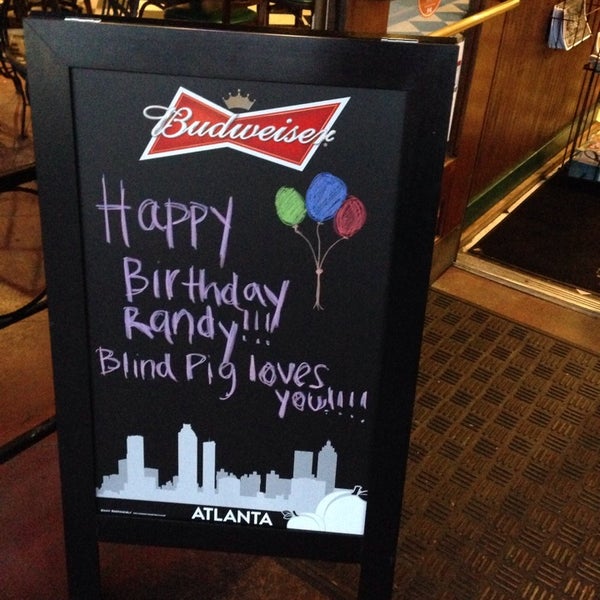 Budweiser
Happy
Birthday
Randy!!!
Blind Pig loves
you!!!!!
ATLANTA